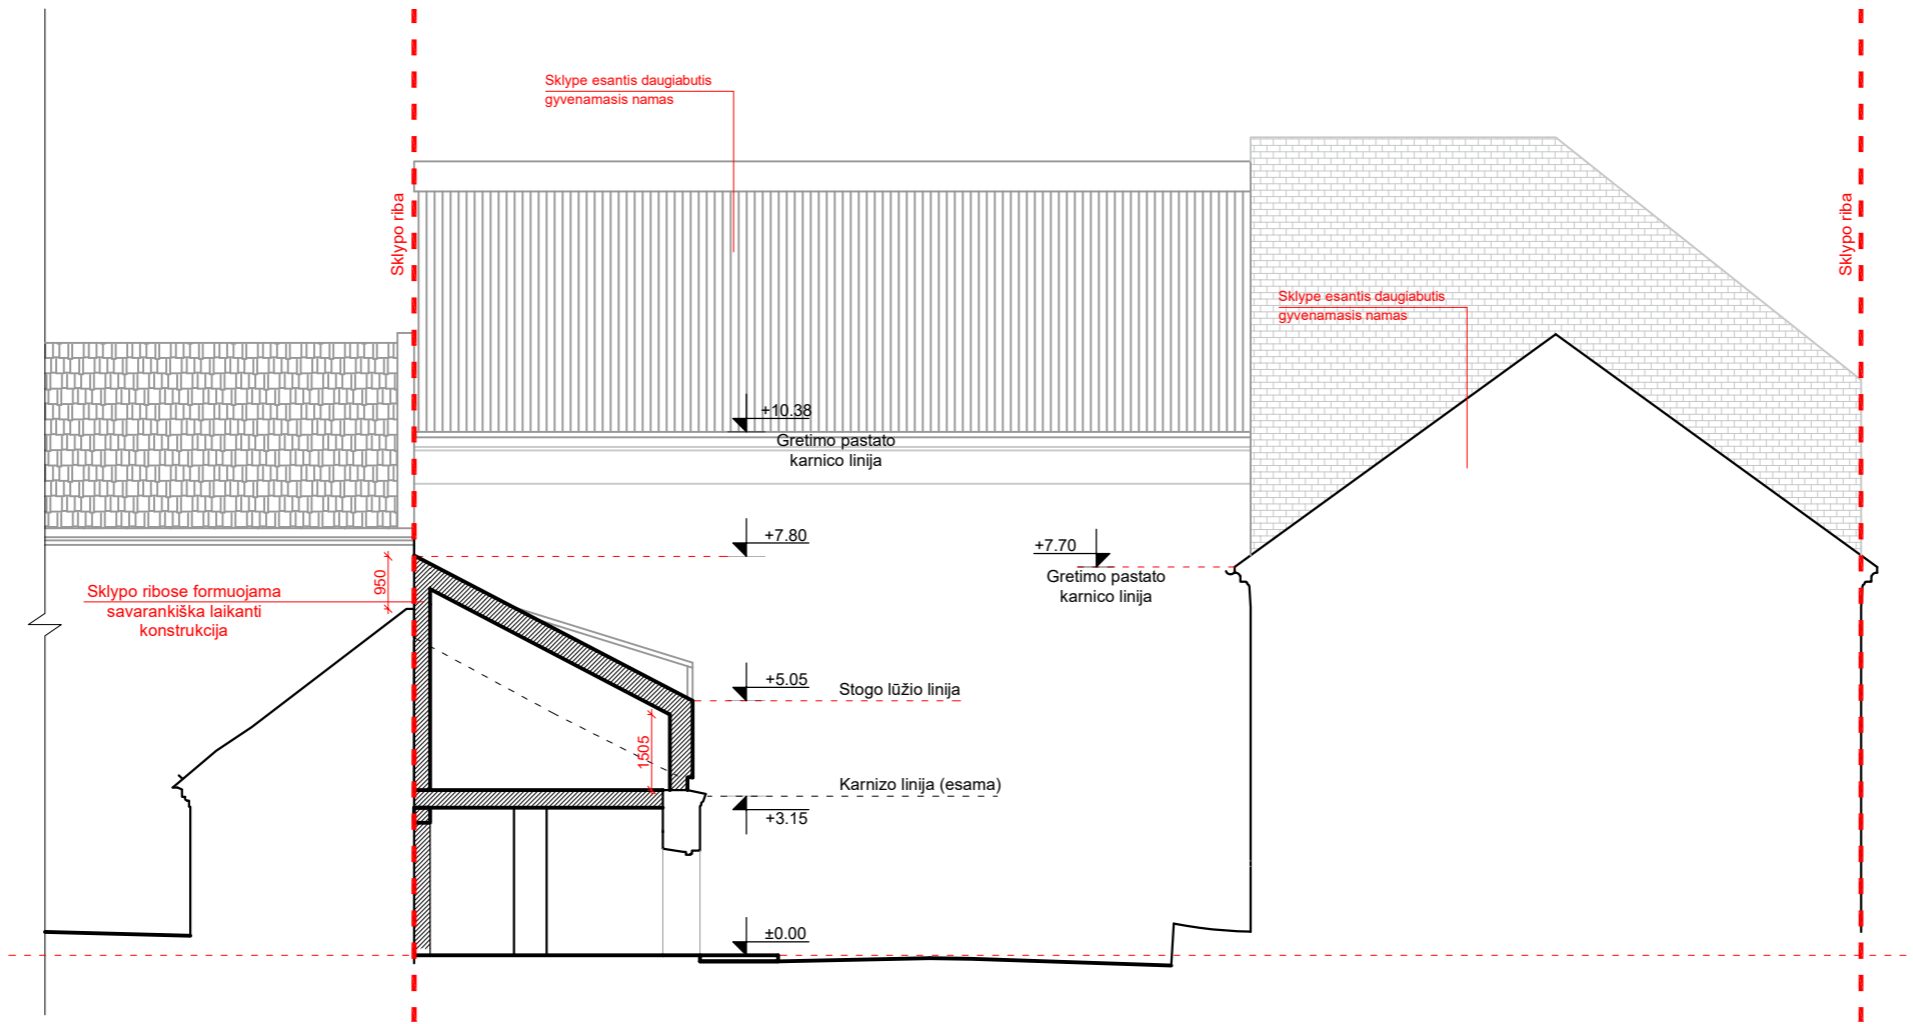 Sklype esantis daugiabutis
gyvenamasis namas
Sklypo riba
Sklypo riba
Sklype esantis daugiabutis
gyvenamasis namas
+10.38
Gretimo pastato
karnico linija
+7.80
+7.70
Gretimo pastato
karnico linija
950
Sklypo ribose formuojama
savarankiška laikanti
konstrukcija
+5.05
Stogo lūžio linija
1505
Karnizo linija (esama)
+3.15
±0.00